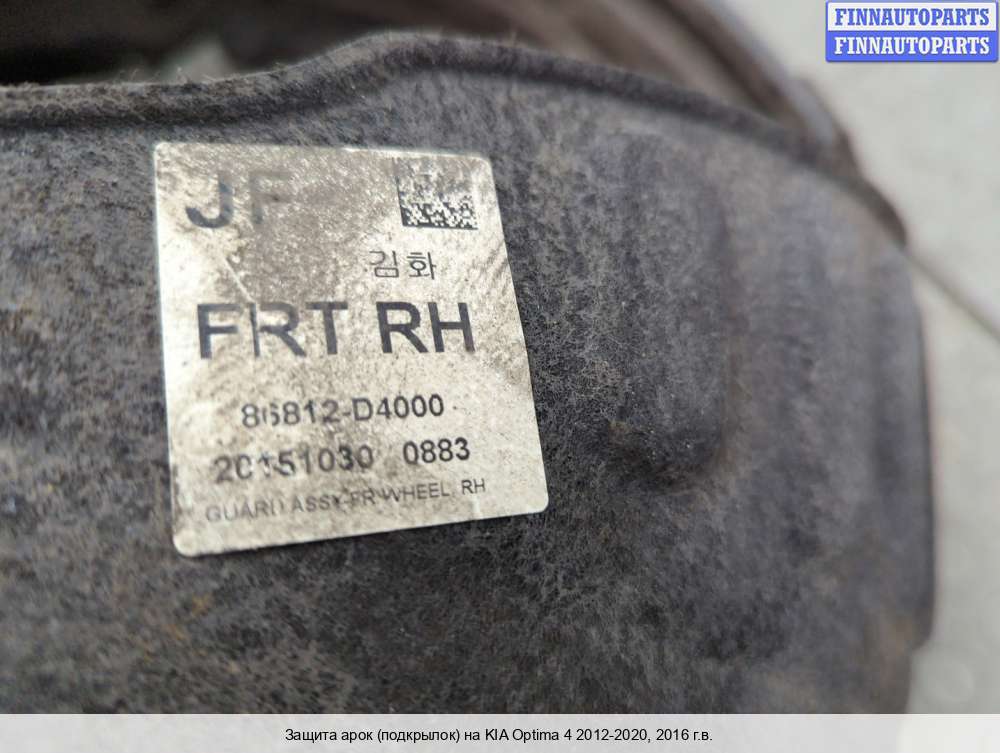 FINNAUTOPARTS
FINNAUTOPARTS
JF
김화
FRT RH
86812-D4000
20151030 0883
GUARD ASSY-FR WHEEL, RH
Защита арок (подкрылок) на KIA Optima 4 2012-2020, 2016 г.в.